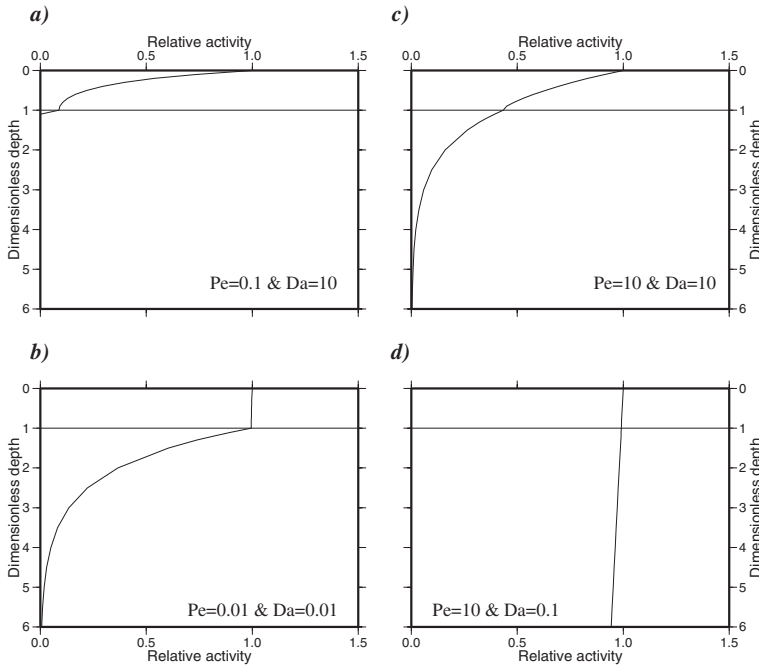 a)
Relative activity
0.0 0.5 1.0 1.5
0
1
2
3
4
5
6
Dimensionless depth
Pe=0.1 & Da=10
c)
Relative activity
0.0 0.5 1.0 1.5
0
1
2
3
4
5
6
Dimensionless depth
Pe=10 & Da=10
b)
0
1
2
3
4
5
6
Dimensionless depth
Pe=0.01 & Da=0.01
0.0 0.5 1.0 1.5
Relative activity
d)
0
1
2
3
4
5
6
Dimensionless depth
Pe=10 & Da=0.1
0.0 0.5 1.0 1.5
Relative activity